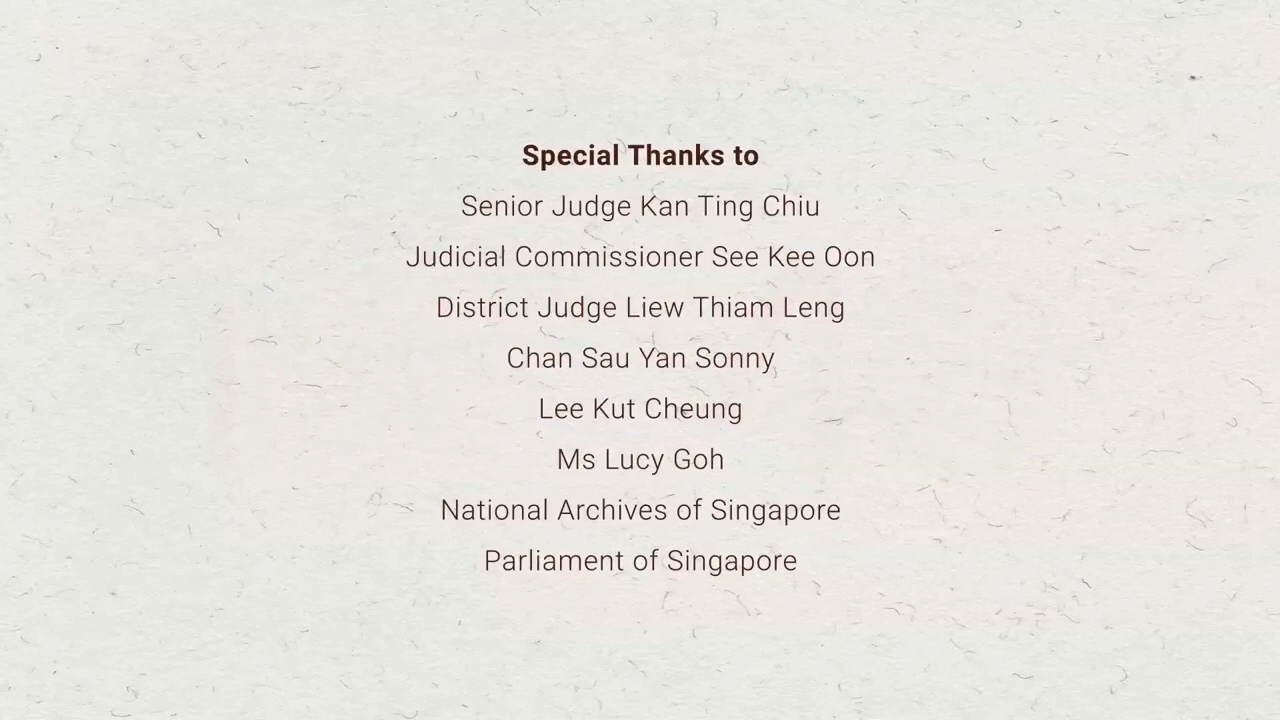 Special Thanks to
Senior Judge Kan Ting Chiu
Judicial Commissioner See Kee Oon
District Judge Liew Thiam Leng
Chan Sau Yan Sonny
Lee Kut Cheung
Ms Lucy Goh
National Archives of Singapore
Parliament of Singapore